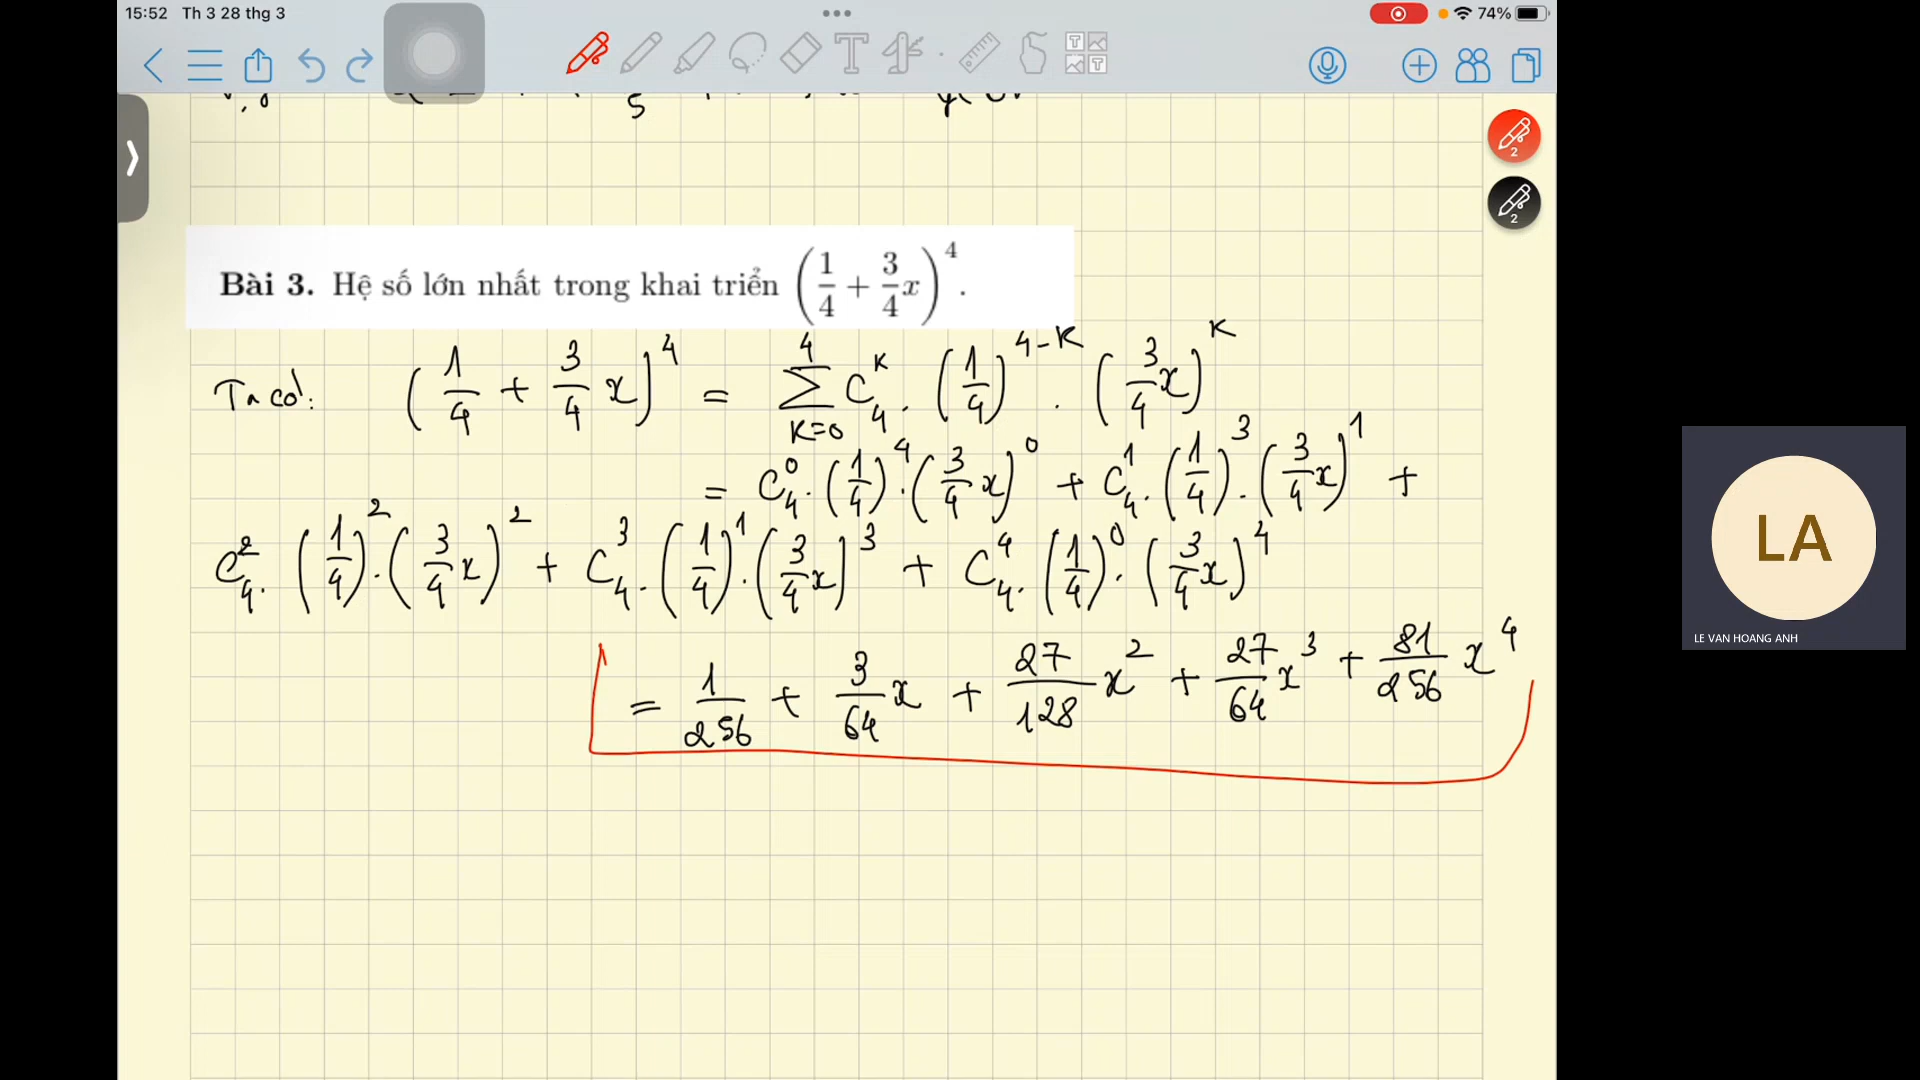 15:52 Th 3 28 thg 3
74%
2
2
Bài 3. Hệ số lớn nhất trong khai triển (1/4 + 3/4 x)^4.
Ta có: (1/4 + 3/4 x)^4 = ∑_{K=0}^{4} C_4^K . (1/4)^{4-K} . (3/4 x)^K
= C_4^0 . (1/4)^4 . (3/4 x)^0 + C_4^1 . (1/4)^3 . (3/4 x)^1 +
C_4^2 . (1/4)^2 . (3/4 x)^2 + C_4^3 . (1/4)^1 . (3/4 x)^3 + C_4^4 . (1/4)^0 . (3/4 x)^4
= 1/256 + 3/64 x + 27/128 x^2 + 27/64 x^3 + 81/256 x^4
LA
LE VAN HOANG ANH